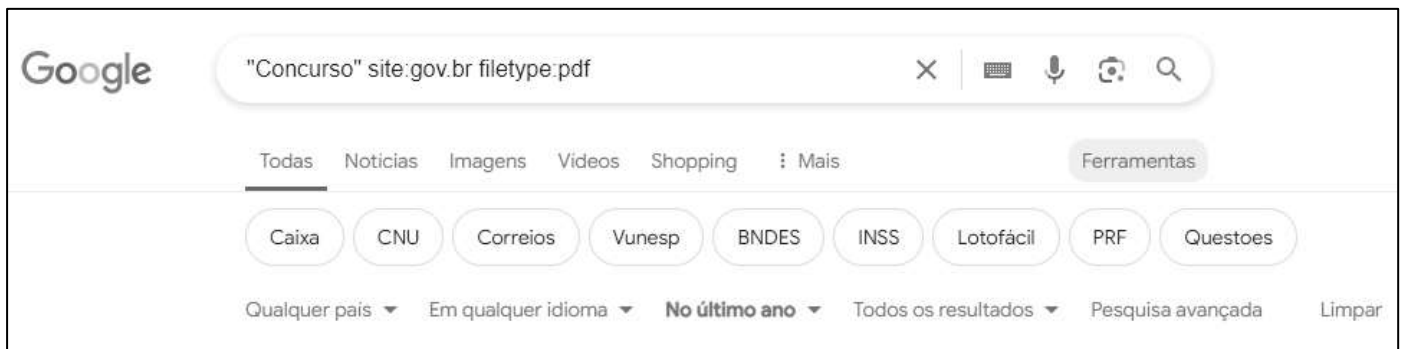 Google
"Concurso" site:gov.br filetype:pdf
Todas Notícias Imagens Vídeos Shopping Mais Ferramentas
Caixa CNU Correios Vunesp BNDES INSS Lotofácil PRF Questoes
Qualquer país Em qualquer idioma No último ano Todos os resultados Pesquisa avançada Limpar